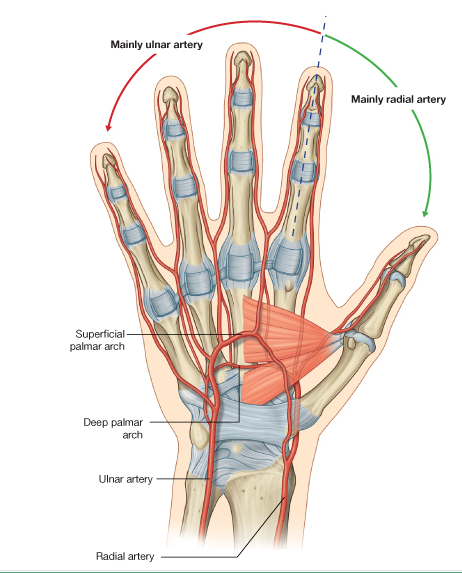 Mainly ulnar artery
Mainly radial artery
Superficial
palmar arch
Deep palmar
arch
Ulnar artery
Radial artery